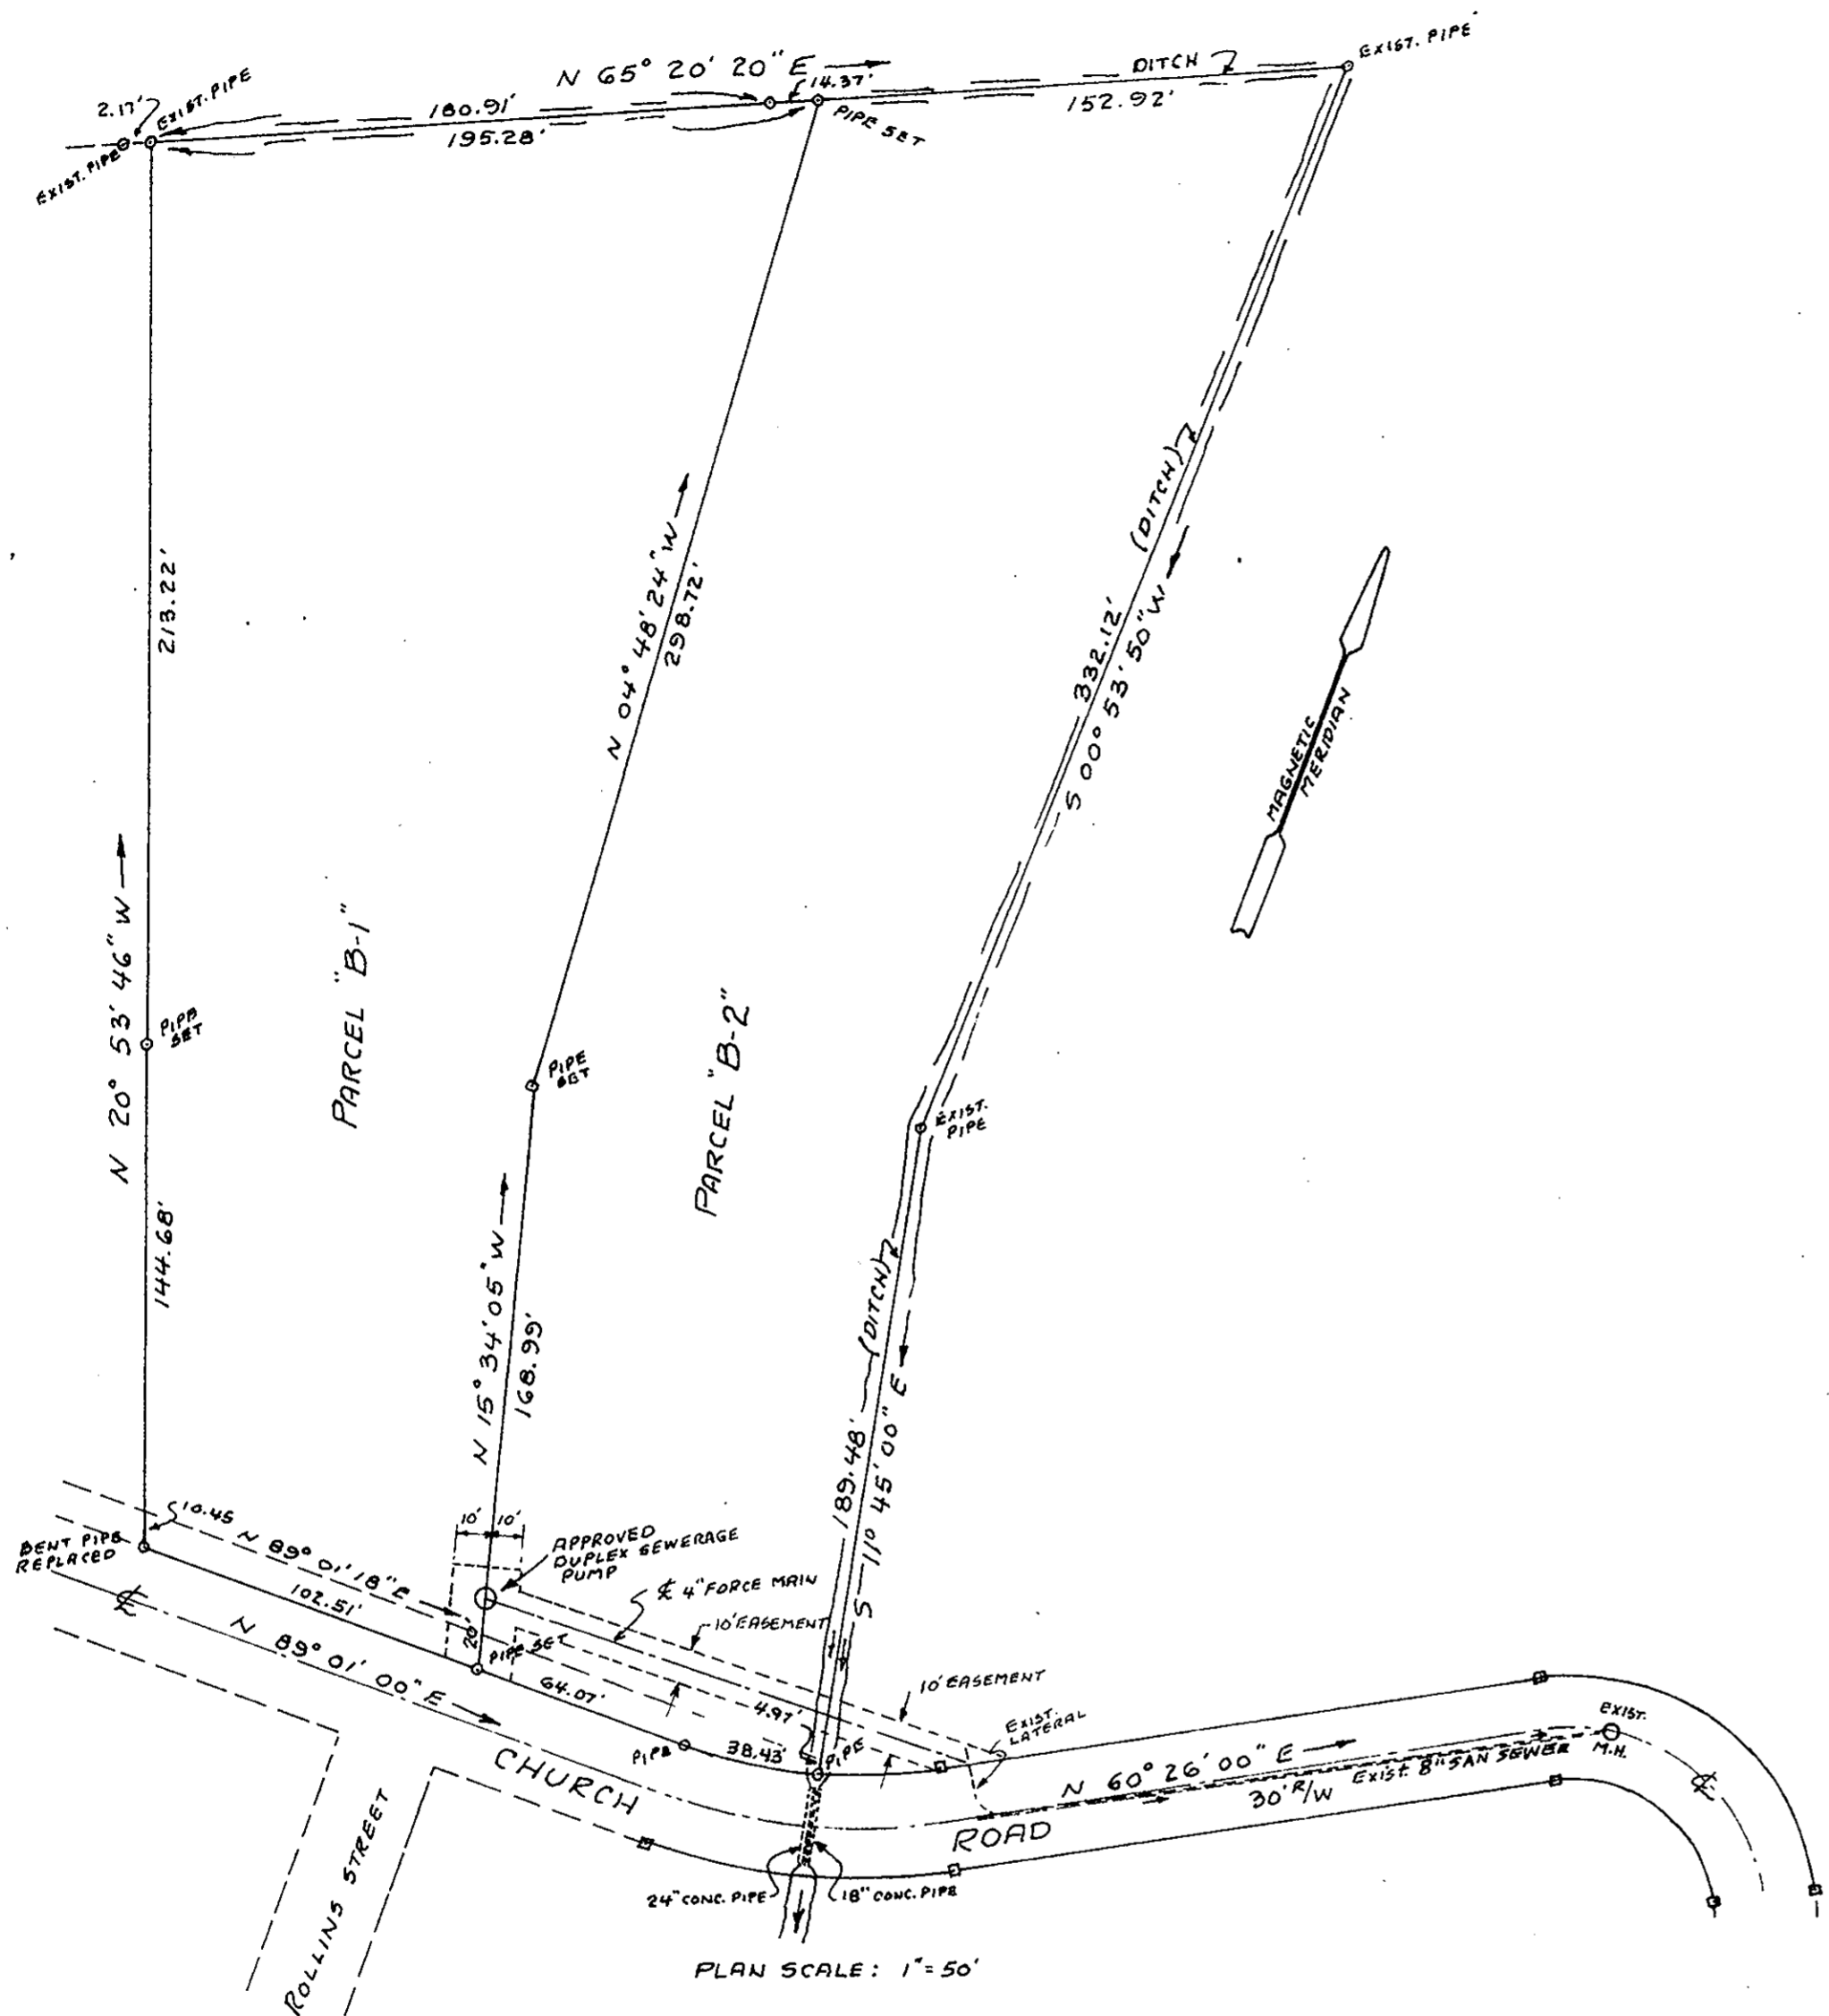 N 65° 20' 20" E
DITCH
EXIST. PIPE
2.17'
EXIST. PIPE
180.91'
14.37'
152.92'
195.28'
PIPE SET
EXIST. PIPE
213.22'
N 04° 48' 24" W
298.72'
(DITCH)
332.12'
S 00° 53' 50" W
MAGNETIC
MERIDIAN
N 20° 53' 46" W
PIPE
SET
PARCEL "B-1"
PARCEL "B-2"
PIPE
SET
EXIST.
PIPE
144.68'
N 15° 34' 05" W
168.99'
(DITCH)
189.48'
S 11° 45' 00" E
10.45
BENT PIPE
REPLACED
N 89° 01' 18" E
10' 10'
APPROVED
DUPLEX SEWERAGE
PUMP
℄ 4" FORCE MAIN
10' EASEMENT
102.51'
℄
N 89° 01' 00" E
20'
PIPE SET
64.07'
4.97'
10' EASEMENT
EXIST.
LATERAL
PIPE
38.43'
PIPE
EXIST.
M.H.
N 60° 26' 00" E
EXIST. 8" SAN SEWER
30' R/W
℄
CHURCH
ROAD
ROLLINS STREET
24" CONC. PIPE
18" CONC. PIPE
PLAN SCALE: 1" = 50'